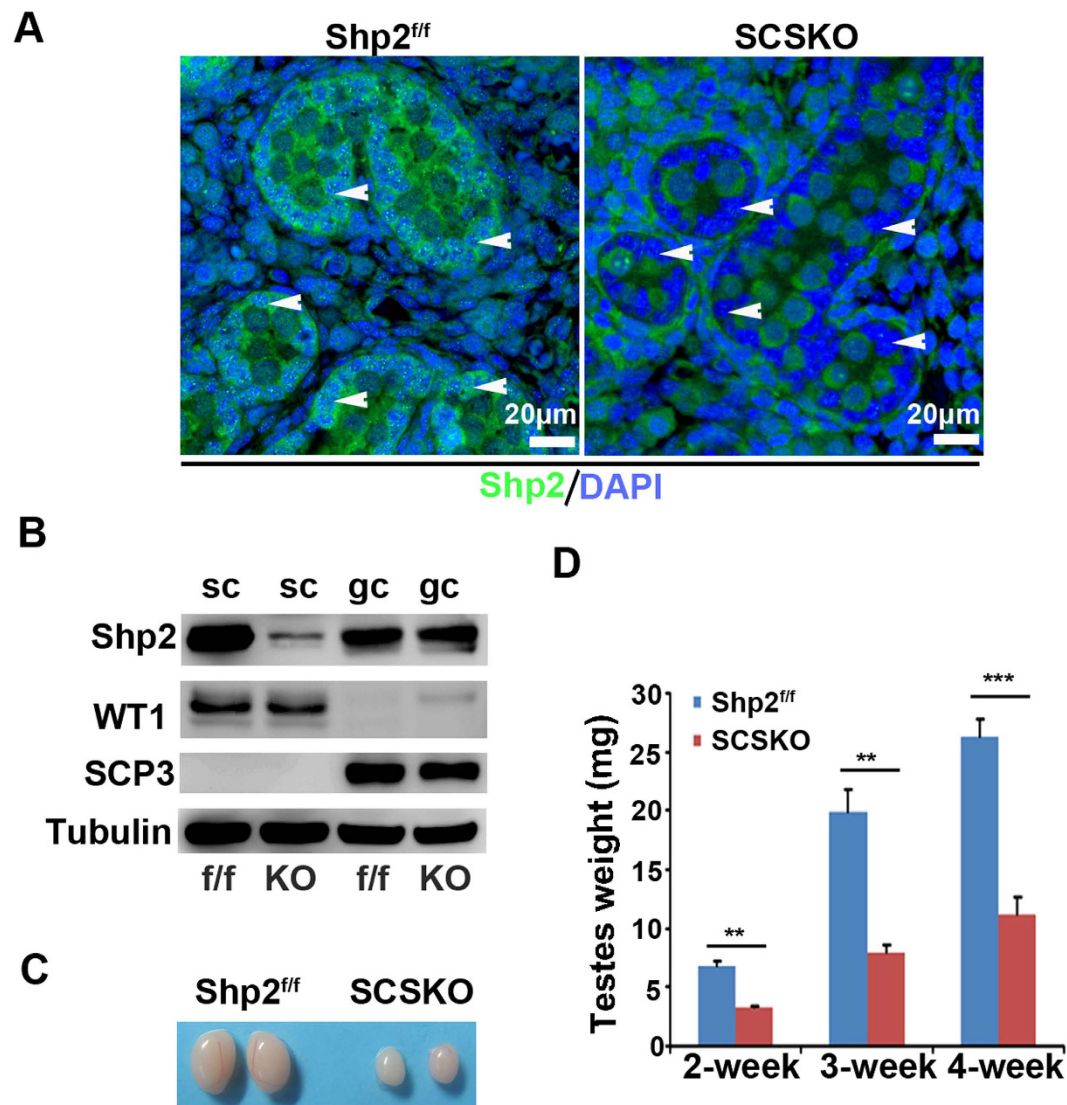 A
Shp2f/f
SCSKO
20µm
20µm
Shp2/DAPI
B
sc sc gc gc
Shp2
WT1
SCP3
Tubulin
f/f KO f/f KO
C
Shp2f/f SCSKO
D
Testes weight (mg)
30
25
20
15
10
5
0
Shp2f/f
SCSKO
**
**
***
2-week 3-week 4-week